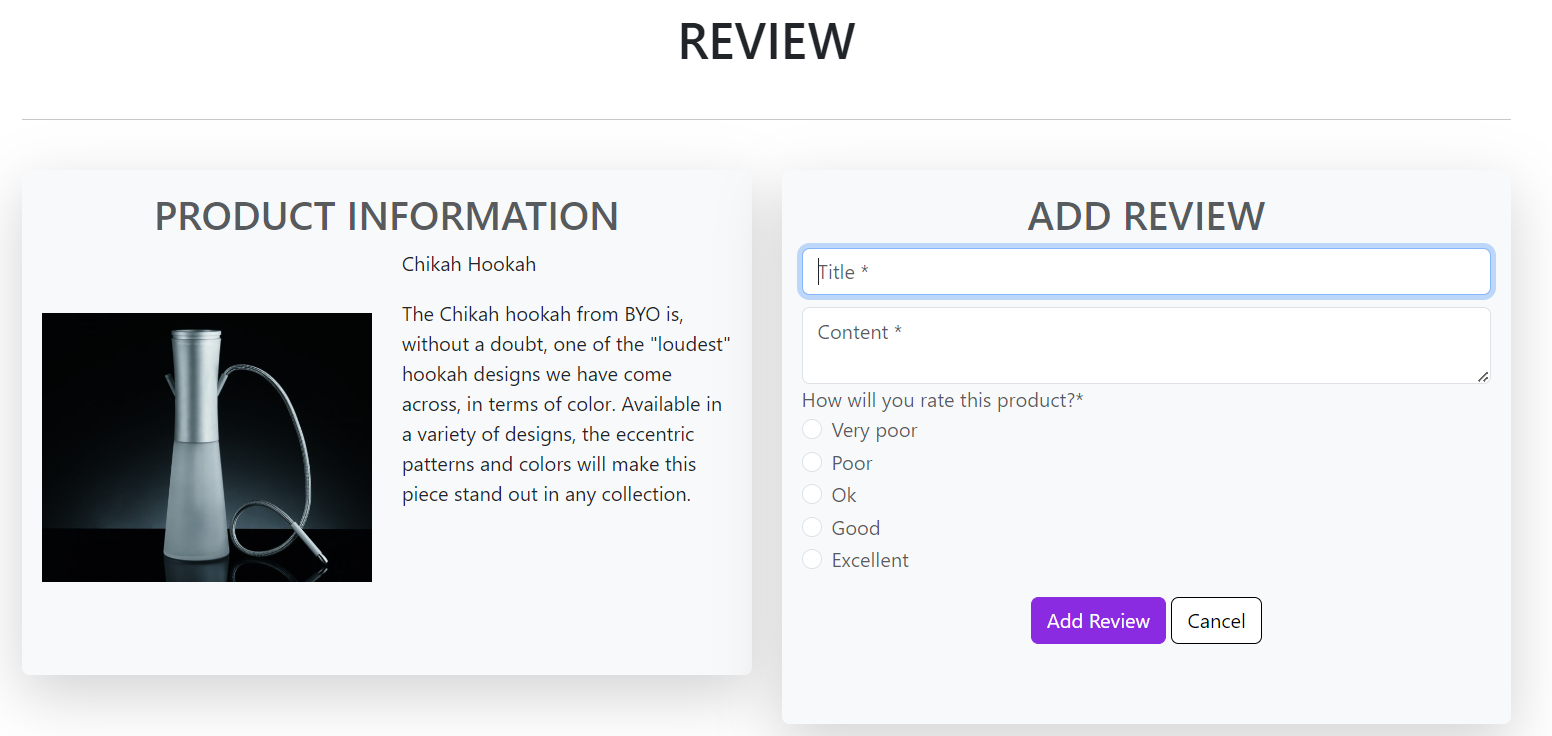 REVIEW
PRODUCT INFORMATION
Chikah Hookah
The Chikah hookah from BYO is,
without a doubt, one of the "loudest"
hookah designs we have come
across, in terms of color. Available in
a variety of designs, the eccentric
patterns and colors will make this
piece stand out in any collection.
ADD REVIEW
Title *
Content *
How will you rate this product?*
Very poor
Poor
Ok
Good
Excellent
Add Review
Cancel